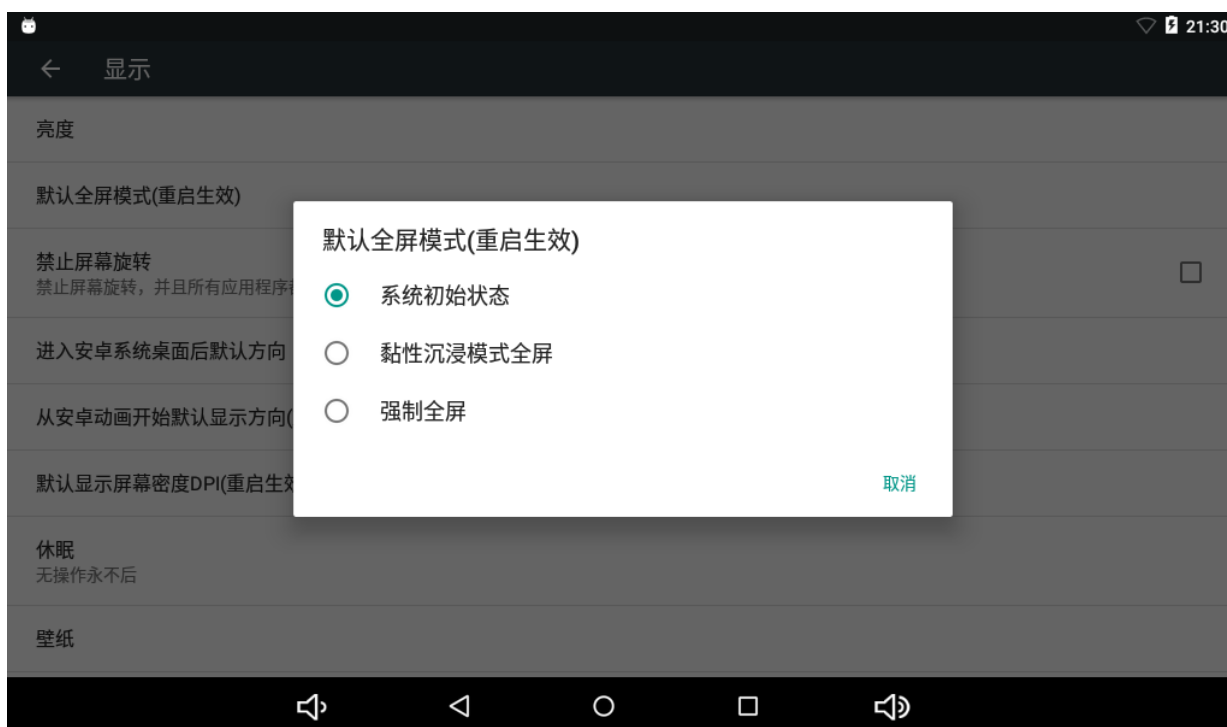 21:30
显示
亮度
默认全屏模式(重启生效)
默认全屏模式(重启生效)
系统初始状态
黏性沉浸模式全屏
强制全屏
取消
禁止屏幕旋转
禁止屏幕旋转，并且所有应用程序
进入安卓系统桌面后默认方向
从安卓动画开始默认显示方向(
默认显示屏幕密度DPI(重启生效
休眠
无操作永不后
壁纸